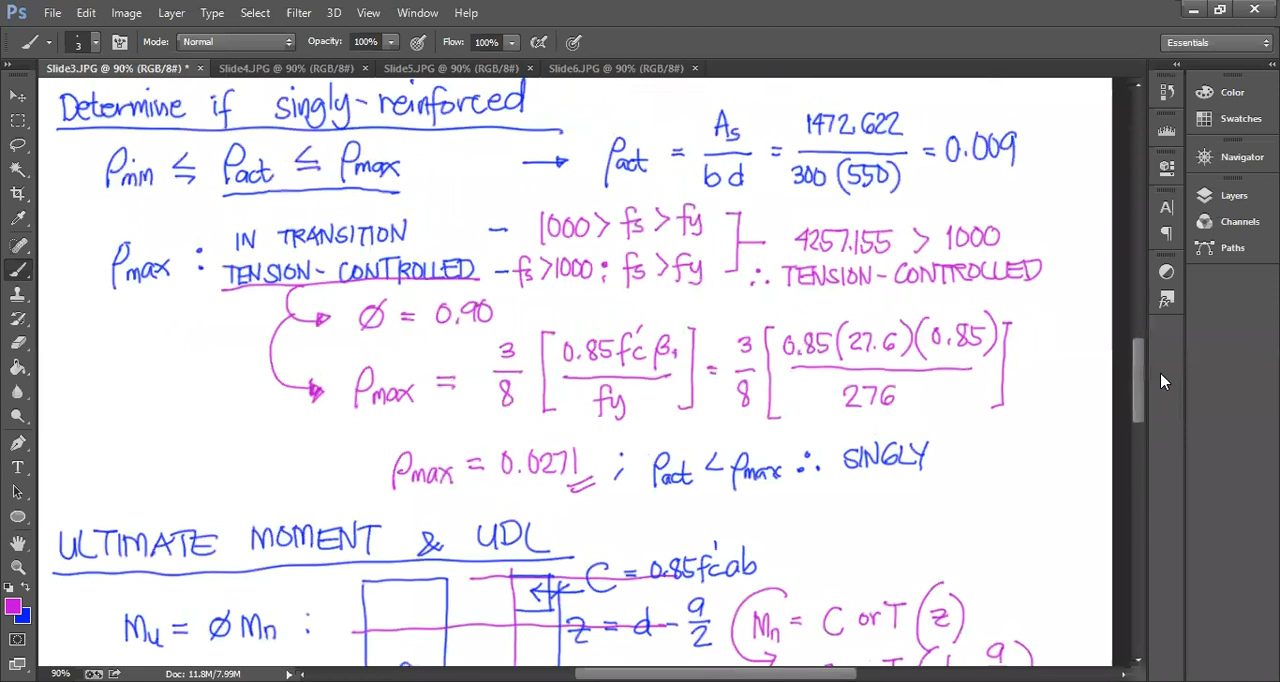 Ps File Edit Image Layer Type Select Filter 3D View Window Help
3 Mode: Normal Opacity: 100% Flow: 100% Essentials
Slide3.JPG @ 90% (RGB/8#) * × Slide4.JPG @ 90% (RGB/8#) × Slide5.JPG @ 90% (RGB/8#) × Slide6.JPG @ 90% (RGB/8#) ×
Color
Swatches
Navigator
Layers
Channels
Paths
Determine if singly-reinforced
ρmin ≤ ρact ≤ ρmax → ρact = As / bd = 1472.622 / 300 (550) = 0.009
ρmax : IN TRANSITION - 1000 > fs > fy 4257.155 > 1000
TENSION-CONTROLLED - fs > 1000 : fs > fy ∴ TENSION-CONTROLLED
Ø = 0.90
ρmax = 3/8 [0.85f'c β1 / fy] = 3/8 [0.85(27.6)(0.85) / 276]
ρmax = 0.0271 ; ρact < ρmax ∴ SINGLY
ULTIMATE MOMENT & UDL
C = 0.85f'c ab
Mu = Ø Mn : z = d - a/2 Mn = C or T (z)
90% Doc: 11.8M/7.99M